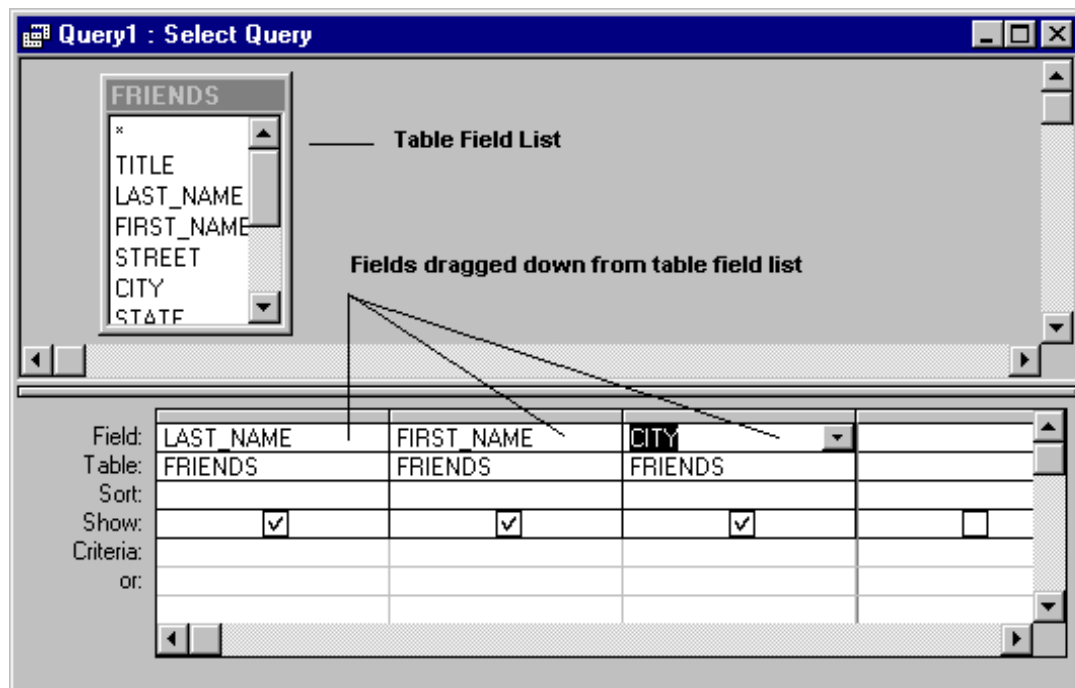 Query1 : Select Query
FRIENDS
*
TITLE
LAST_NAME
FIRST_NAME
STREET
CITY
STATE
Table Field List
Fields dragged down from table field list
Field: LAST_NAME FIRST_NAME CITY
Table: FRIENDS FRIENDS FRIENDS
Sort:
Show:
Criteria:
or: